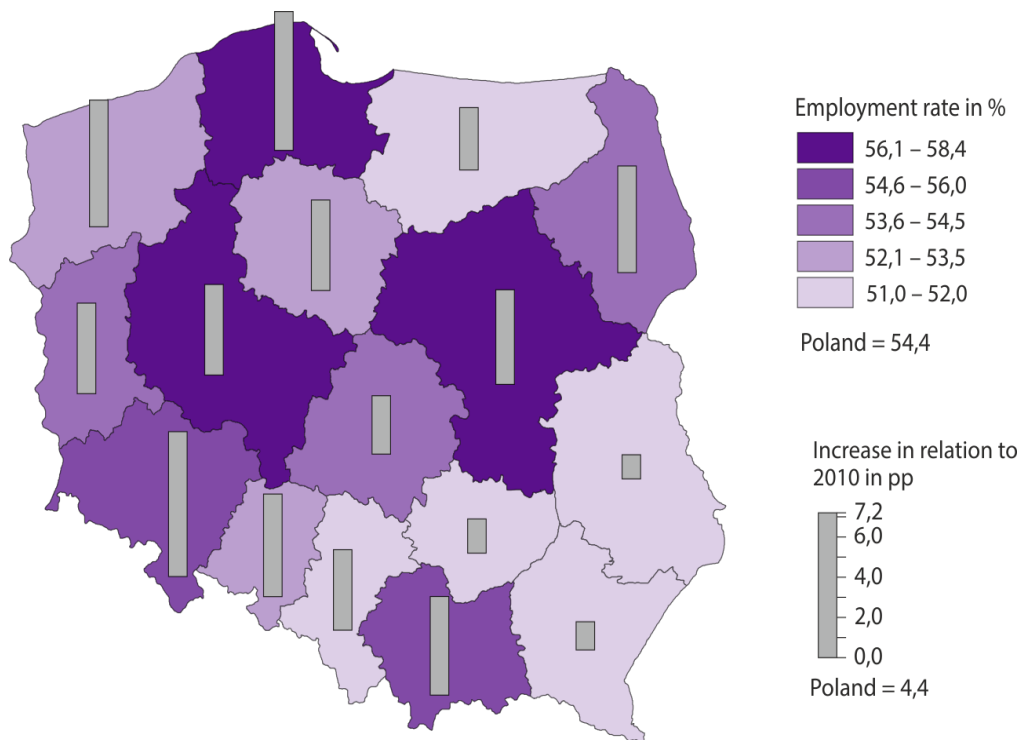 Employment rate in %
56,1 – 58,4
54,6 – 56,0
53,6 – 54,5
52,1 – 53,5
51,0 – 52,0
Poland = 54,4
Increase in relation to
2010 in pp
7,2
6,0
4,0
2,0
0,0
Poland = 4,4